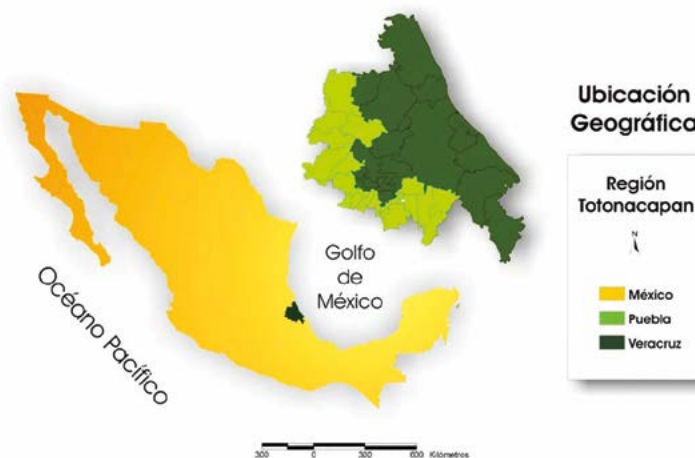 Ubicación
Geográfica
Región
Totonacapan
N
México
Puebla
Veracruz
Golfo
de
México
Océano Pacífico
300 0 300 600 Kilómetros